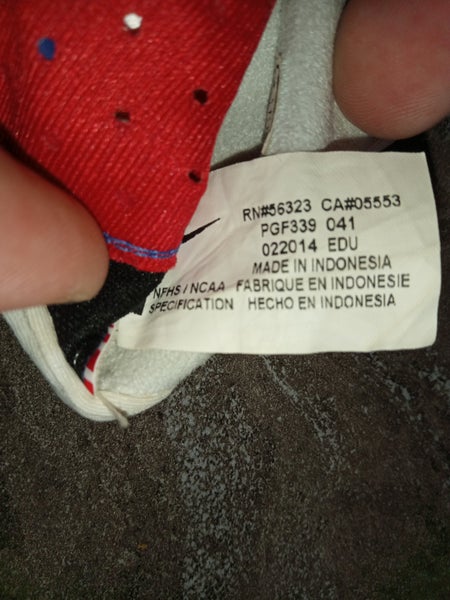 RN#56323 CA#05553
PGF339 041
022014 EDU
MADE IN INDONESIA
NFHS / NCAA FABRIQUE EN INDONESIE
SPECIFICATION HECHO EN INDONESIA